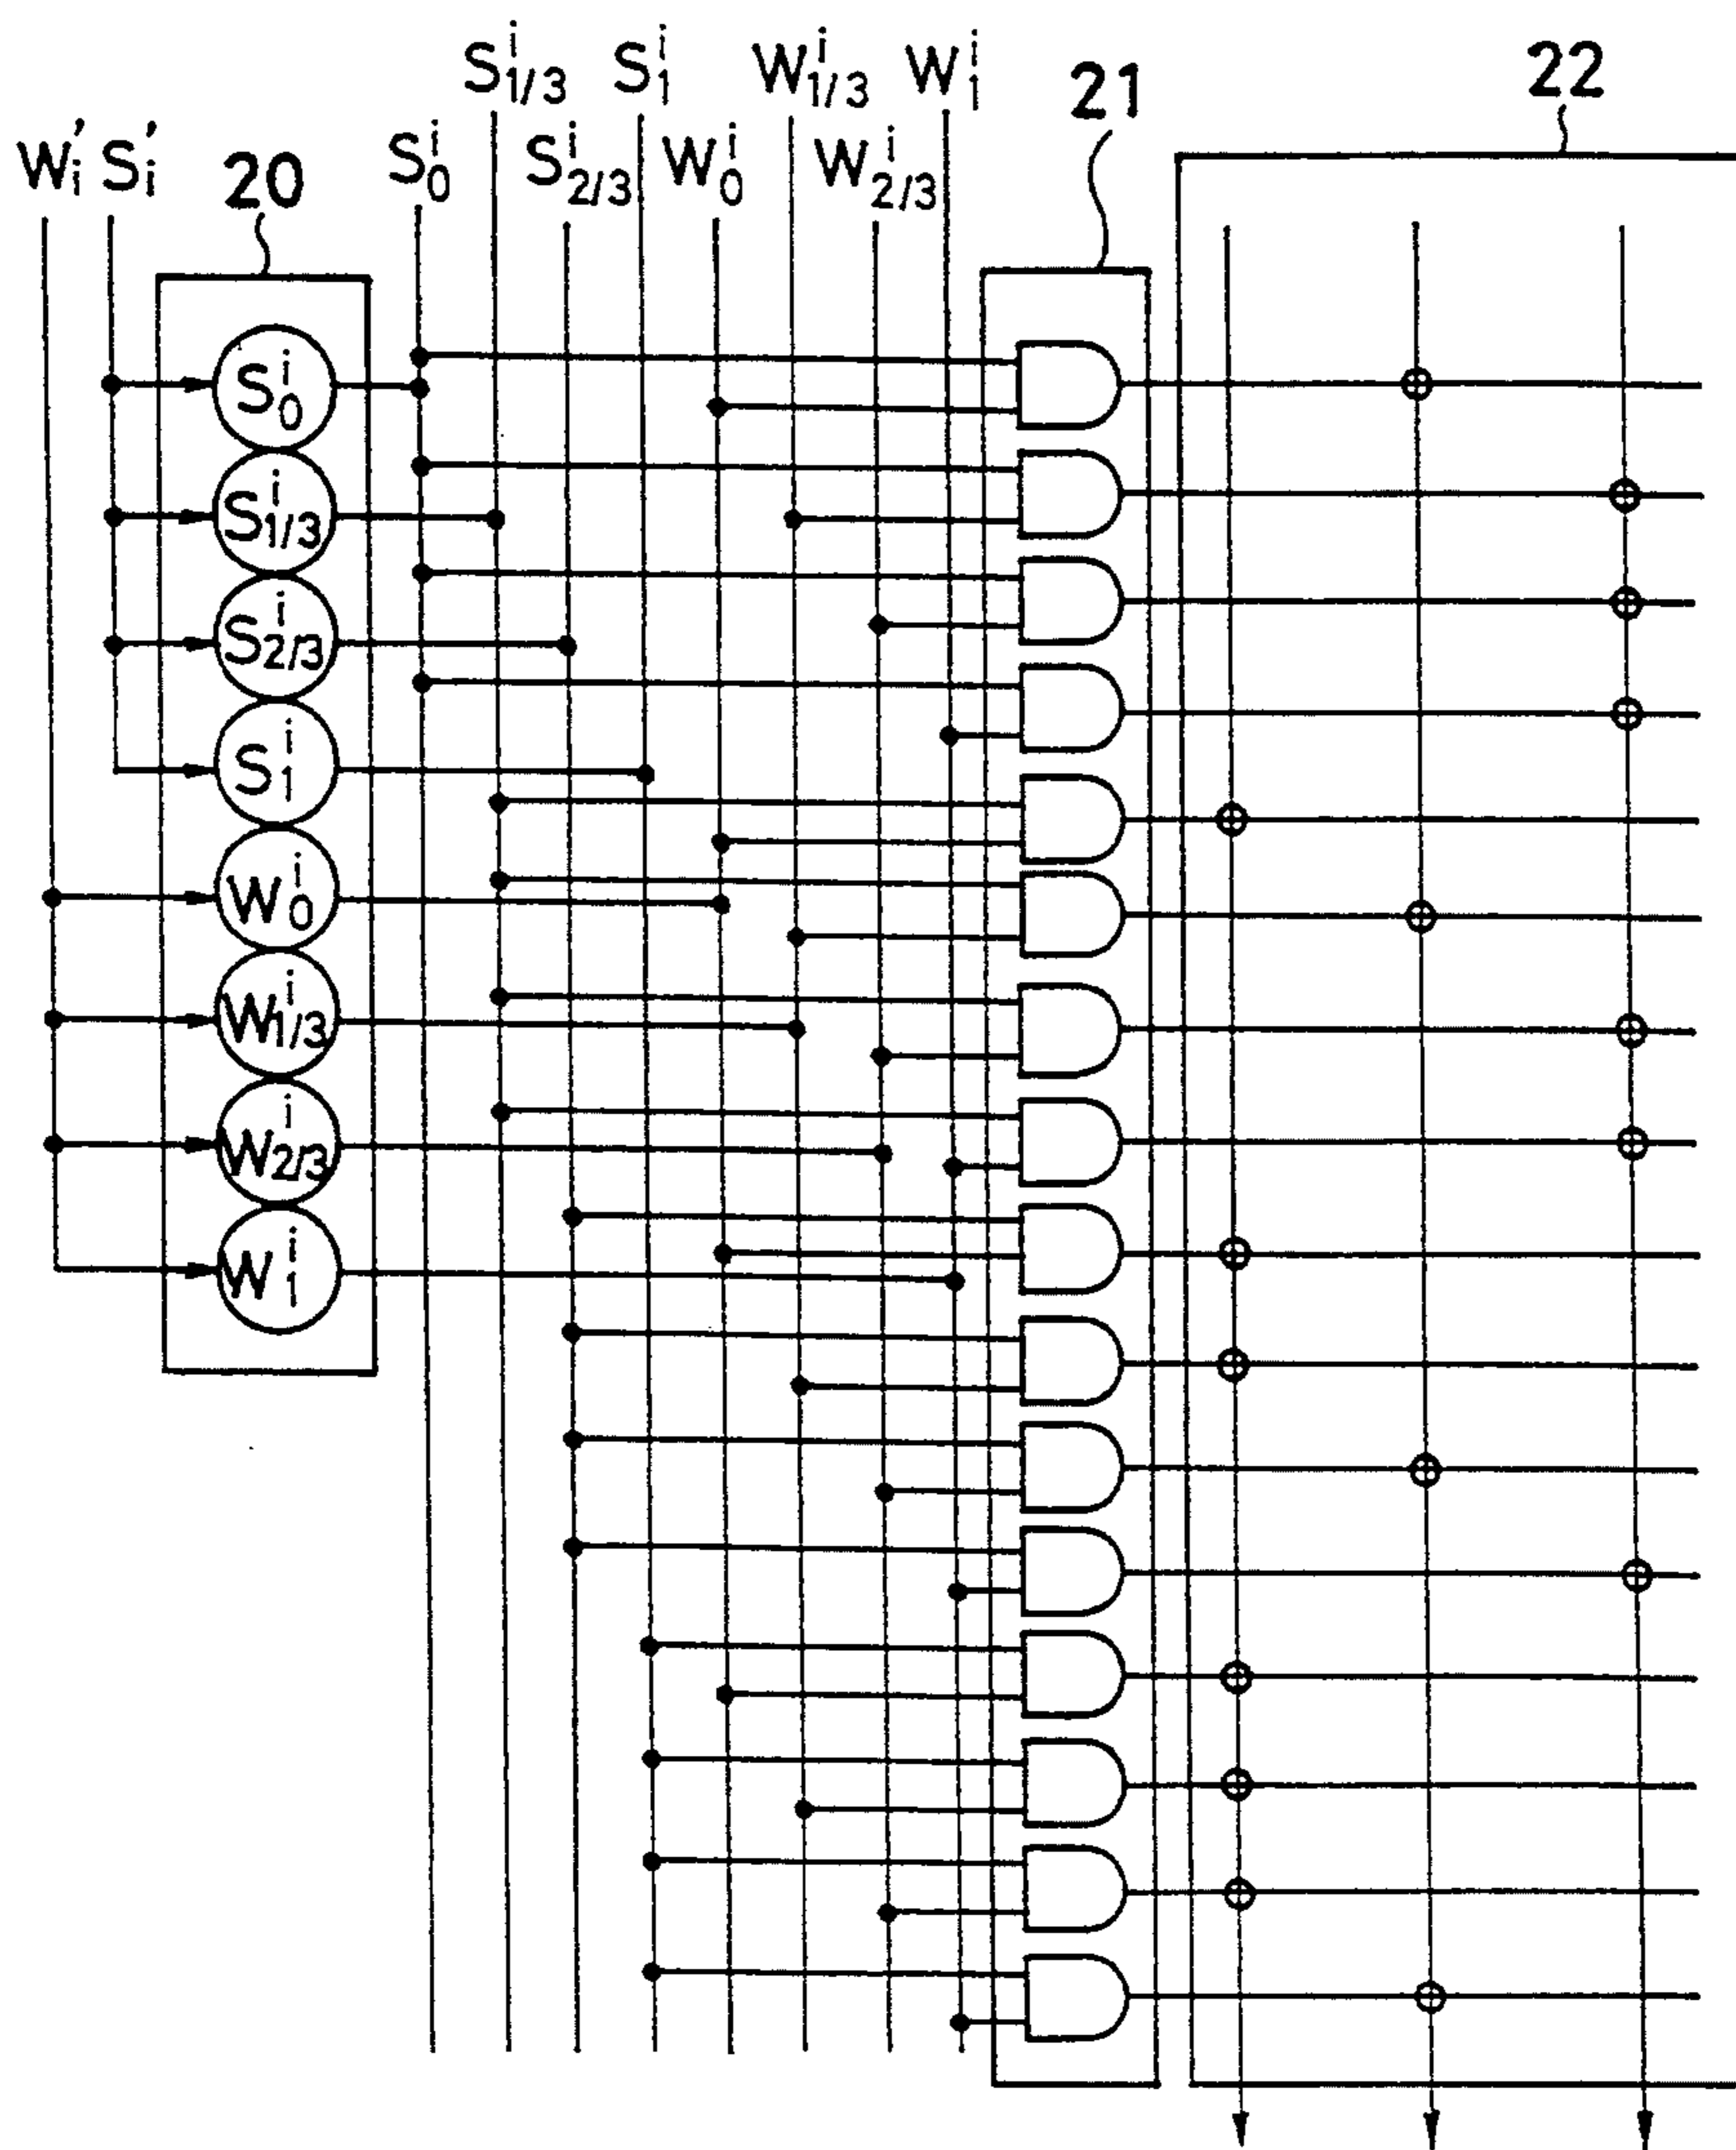 S^i_{1/3} S^i_1 W^i_{1/3} W^i_1 21 22
W'_i S'_i 20 S^i_0 S^i_{2/3} W^i_0 W^i_{2/3}
S^i_0
S^i_{1/3}
S^i_{2/3}
S^i_1
W^i_0
W^i_{1/3}
W^i_{2/3}
W^i_1